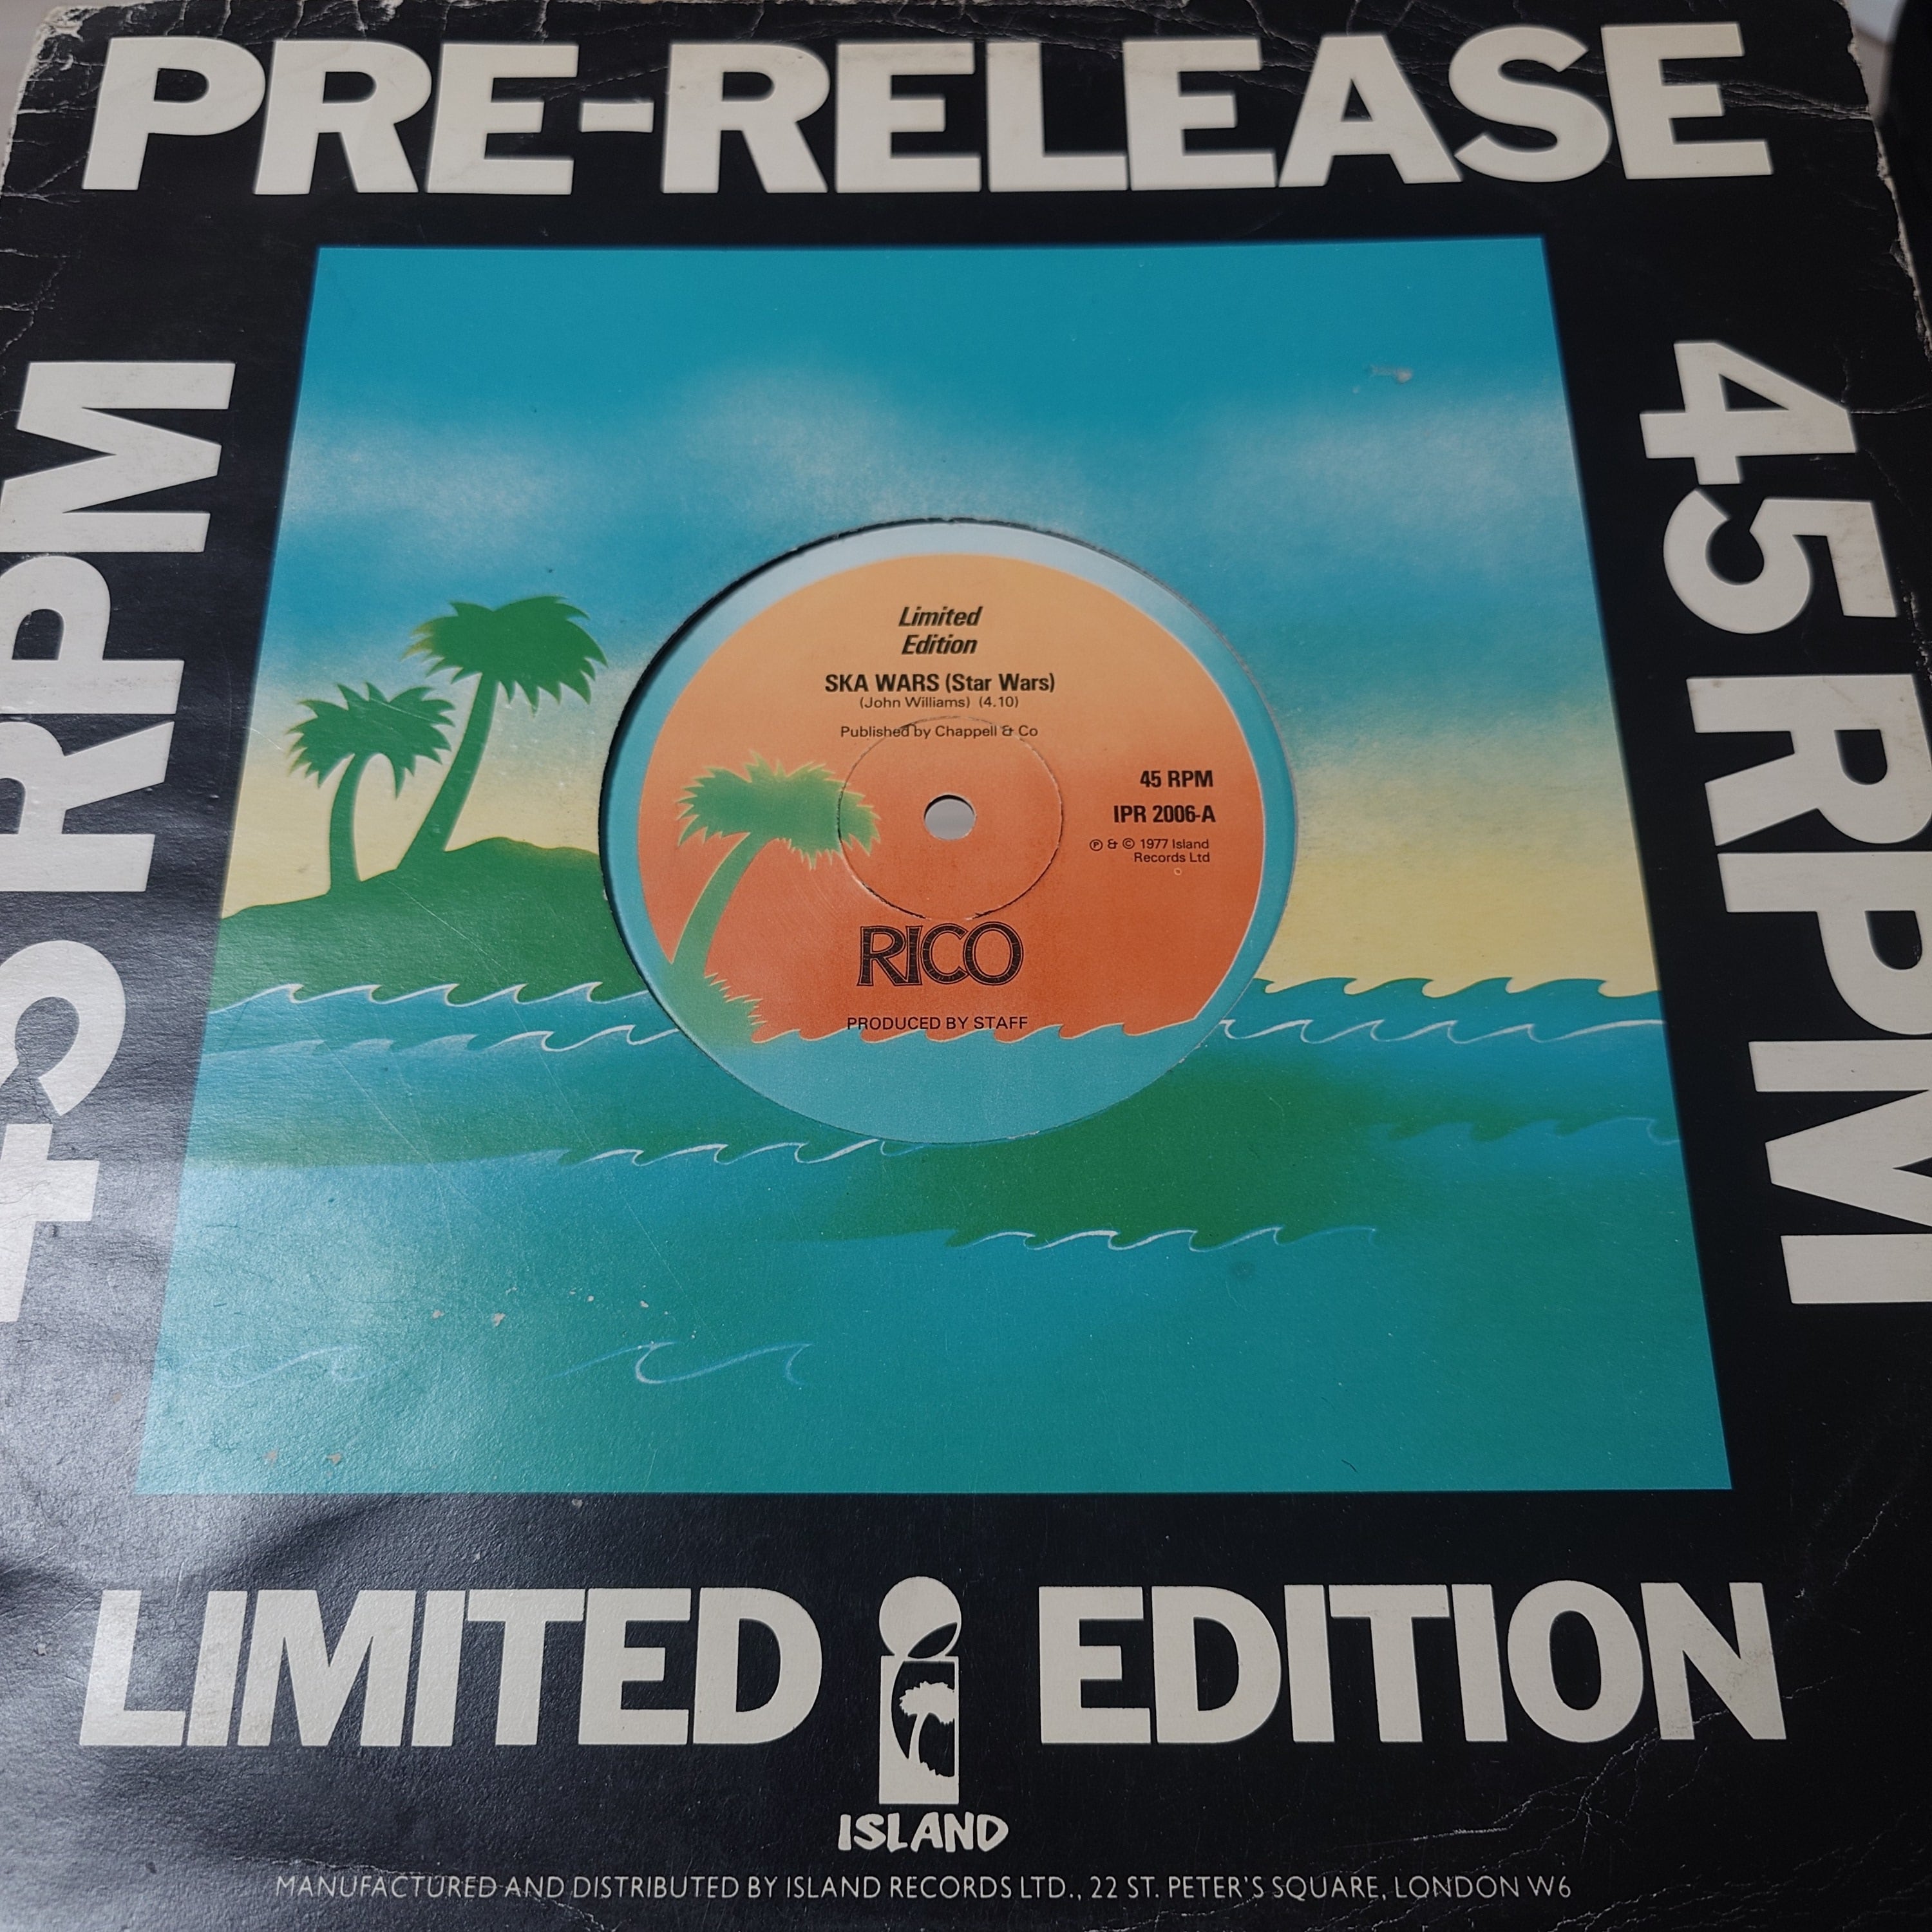 PRE-RELEASE
45 RPM
45 RPM
Limited
Edition
SKA WARS (Star Wars)
(John Williams) (4.10)
Published by Chappell & Co
45 RPM
IPR 2006-A
℗ & © 1977 Island
Records Ltd
RICO
PRODUCED BY STAFF
LIMITED EDITION
ISLAND
MANUFACTURED AND DISTRIBUTED BY ISLAND RECORDS LTD., 22 ST. PETER'S SQUARE, LONDON W6